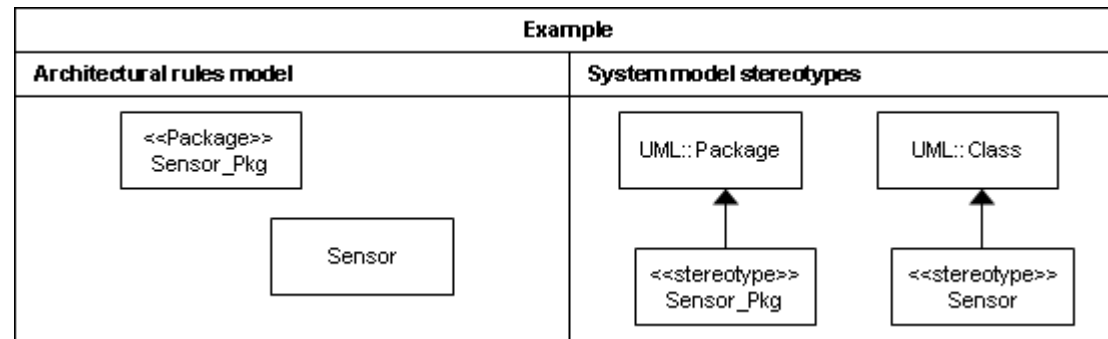 Example
Architectural rules model
System model stereotypes
<<Package>>
Sensor_Pkg
Sensor
UML::Package
UML::Class
<<stereotype>>
Sensor_Pkg
<<stereotype>>
Sensor